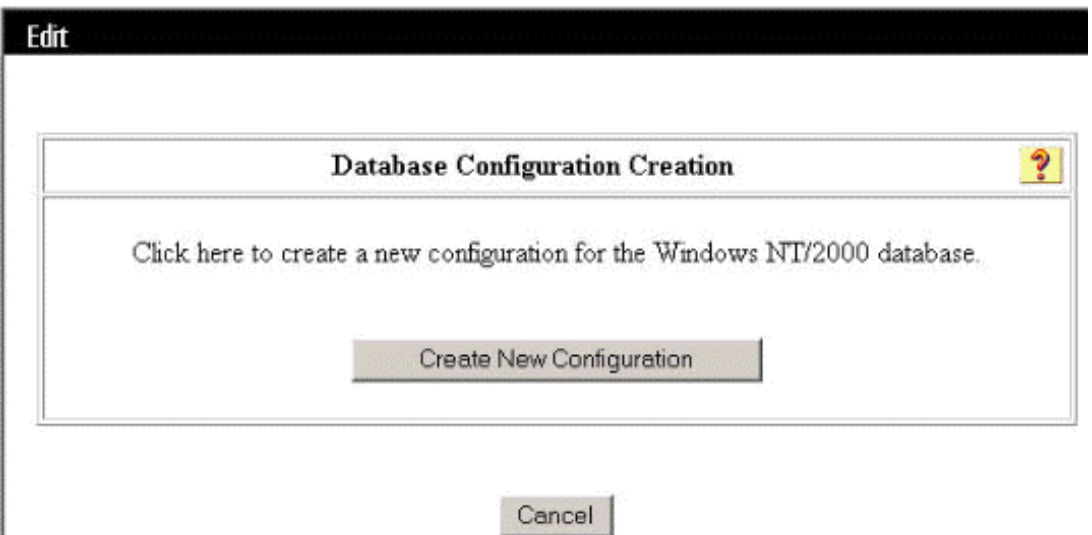 Edit
Database Configuration Creation
?
Click here to create a new configuration for the Windows NT/2000 database.
Create New Configuration
Cancel